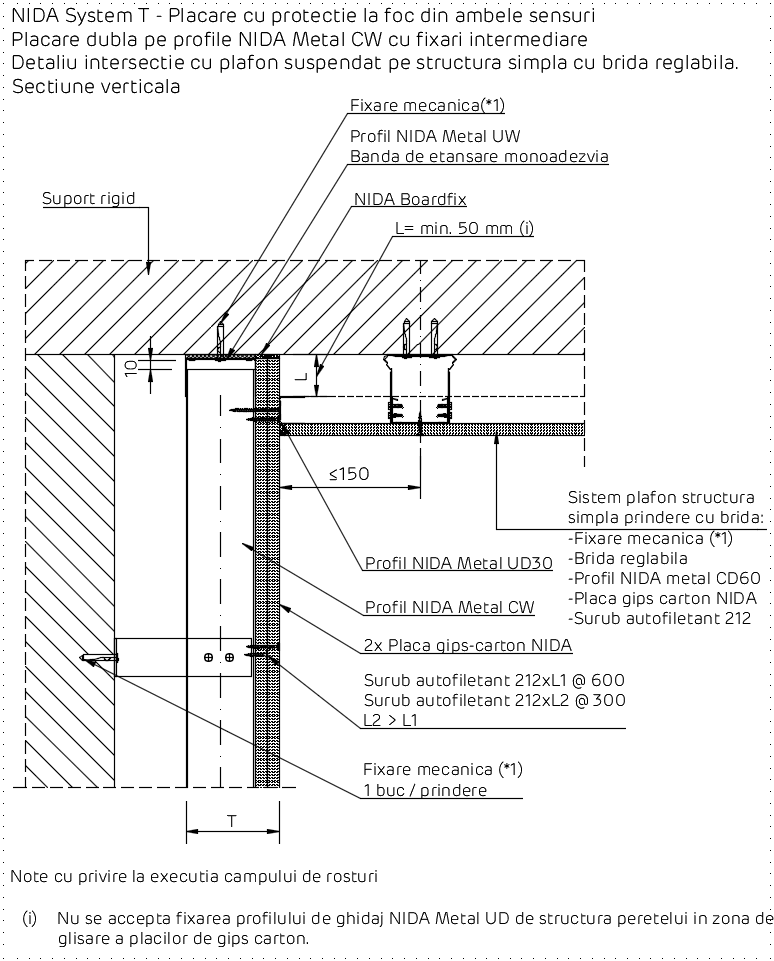 NIDA System T - Placare cu protectie la foc din ambele sensuri
Placare dubla pe profile NIDA Metal CW cu fixari intermediare
Detaliu intersectie cu plafon suspendat pe structura simpla cu brida reglabila.
Sectiune verticala
Fixare mecanica(*1)
Profil NIDA Metal UW
Banda de etansare monoadezvia
Suport rigid
NIDA Boardfix
L= min. 50 mm (i)
10
L
≤150
Sistem plafon structura
simpla prindere cu brida:
-Fixare mecanica (*1)
-Brida reglabila
-Profil NIDA metal CD60
-Placa gips carton NIDA
-Surub autofiletant 212
Profil NIDA Metal UD30
Profil NIDA Metal CW
2x Placa gips-carton NIDA
Surub autofiletant 212xL1 @ 600
Surub autofiletant 212xL2 @ 300
L2 > L1
Fixare mecanica (*1)
1 buc / prindere
T
Note cu privire la executia campului de rosturi
(i) Nu se accepta fixarea profilului de ghidaj NIDA Metal UD de structura peretelui in zona de
glisare a placilor de gips carton.